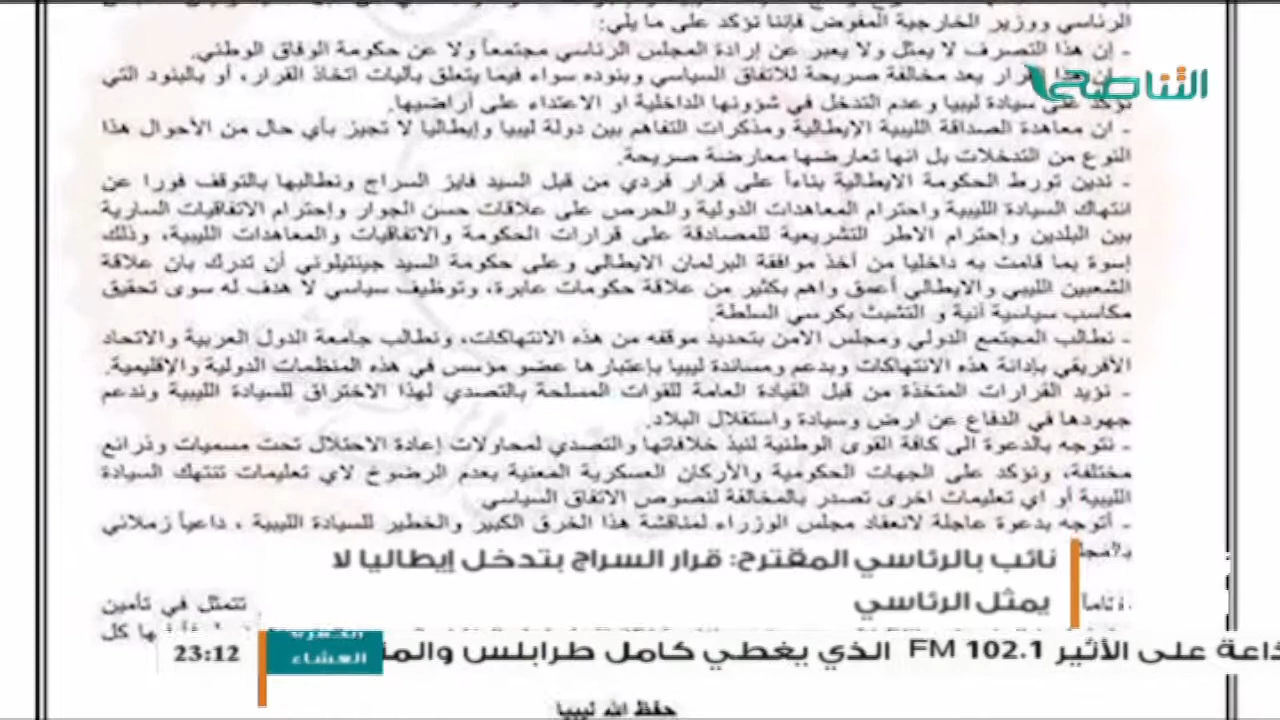 الرئاسي ووزير الخارجية المفوض فإننا نؤكد على ما يلي:
- إن هذا التصرف لا يمثل ولا يعبر عن إرادة المجلس الرئاسي مجتمعاً ولا عن حكومة الوفاق الوطني.
- إن هذا القرار يعد مخالفة صريحة للاتفاق السياسي وبنوده سواء فيما يتعلق بآليات اتخاذ القرار، أو بالبنود التي
تؤكد على سيادة ليبيا وعدم التدخل في شؤونها الداخلية او الاعتداء على أراضيها.
- ان معاهدة الصداقة الليبية الإيطالية ومذكرات التفاهم بين دولة ليبيا وإيطاليا لا تجيز بأي حال من الأحوال هذا
النوع من التدخلات بل انها تعارضها معارضة صريحة.
- ندين تورط الحكومة الايطالية بناءاً على قرار فردي من قبل السيد فايز السراج ونطالبها بالتوقف فورا عن
انتهاك السيادة الليبية واحترام المعاهدات الدولية والحرص على علاقات حسن الجوار وإحترام الاتفاقيات السارية
بين البلدين وإحترام الاطر التشريعية للمصادقة على قرارات الحكومة والاتفاقيات والمعاهدات الليبية، وذلك
إسوة بما قامت به داخليا من أخذ موافقة البرلمان الايطالي وعلى حكومة السيد جينتيلوني أن تدرك بان علاقة
الشعبين الليبي والايطالي أعمق واهم بكثير من علاقة حكومات عابرة، وتوظيف سياسي لا هدف له سوى تحقيق
مكاسب سياسية آنية و التشبث بكرسي السلطة.
- نطالب المجتمع الدولي ومجلس الامن بتحديد موقفه من هذه الانتهاكات، ونطالب جامعة الدول العربية والاتحاد
الأفريقي بإدانة هذه الانتهاكات وبدعم ومساندة ليبيا بإعتبارها عضو مؤسس في هذه المنظمات الدولية والإقليمية.
- نؤيد القرارات المتخذة من قبل القيادة العامة للقوات المسلحة بالتصدي لهذا الاختراق للسيادة الليبية وندعم
جهودها في الدفاع عن ارض وسيادة واستقلال البلاد.
- نتوجه بالدعوة الى كافة القوى الوطنية لنبذ خلافاتها والتصدي لمحاولات إعادة الاحتلال تحت مسميات وذرائع
مختلفة، ونؤكد على الجهات الحكومية والأركان العسكرية المعنية بعدم الرضوخ لاي تعليمات تنتهك السيادة
الليبية أو اي تعليمات اخرى تصدر بالمخالفة لنصوص الاتفاق السياسي
- أتوجه بدعوة عاجلة لانعقاد مجلس الوزراء لمناقشة هذا الخرق الكبير والخطير للسيادة الليبية ، داعياً زملائي
التناصح
نائب بالرئاسي المقترح: قرار السراج بتدخل إيطاليا لا
يمثل الرئاسي
تتمثل في تأمين
كل
العشاء
23:12
على الأثير 102.1 FM الذي يغطي كامل طرابلس
حفظ الله ليبيا